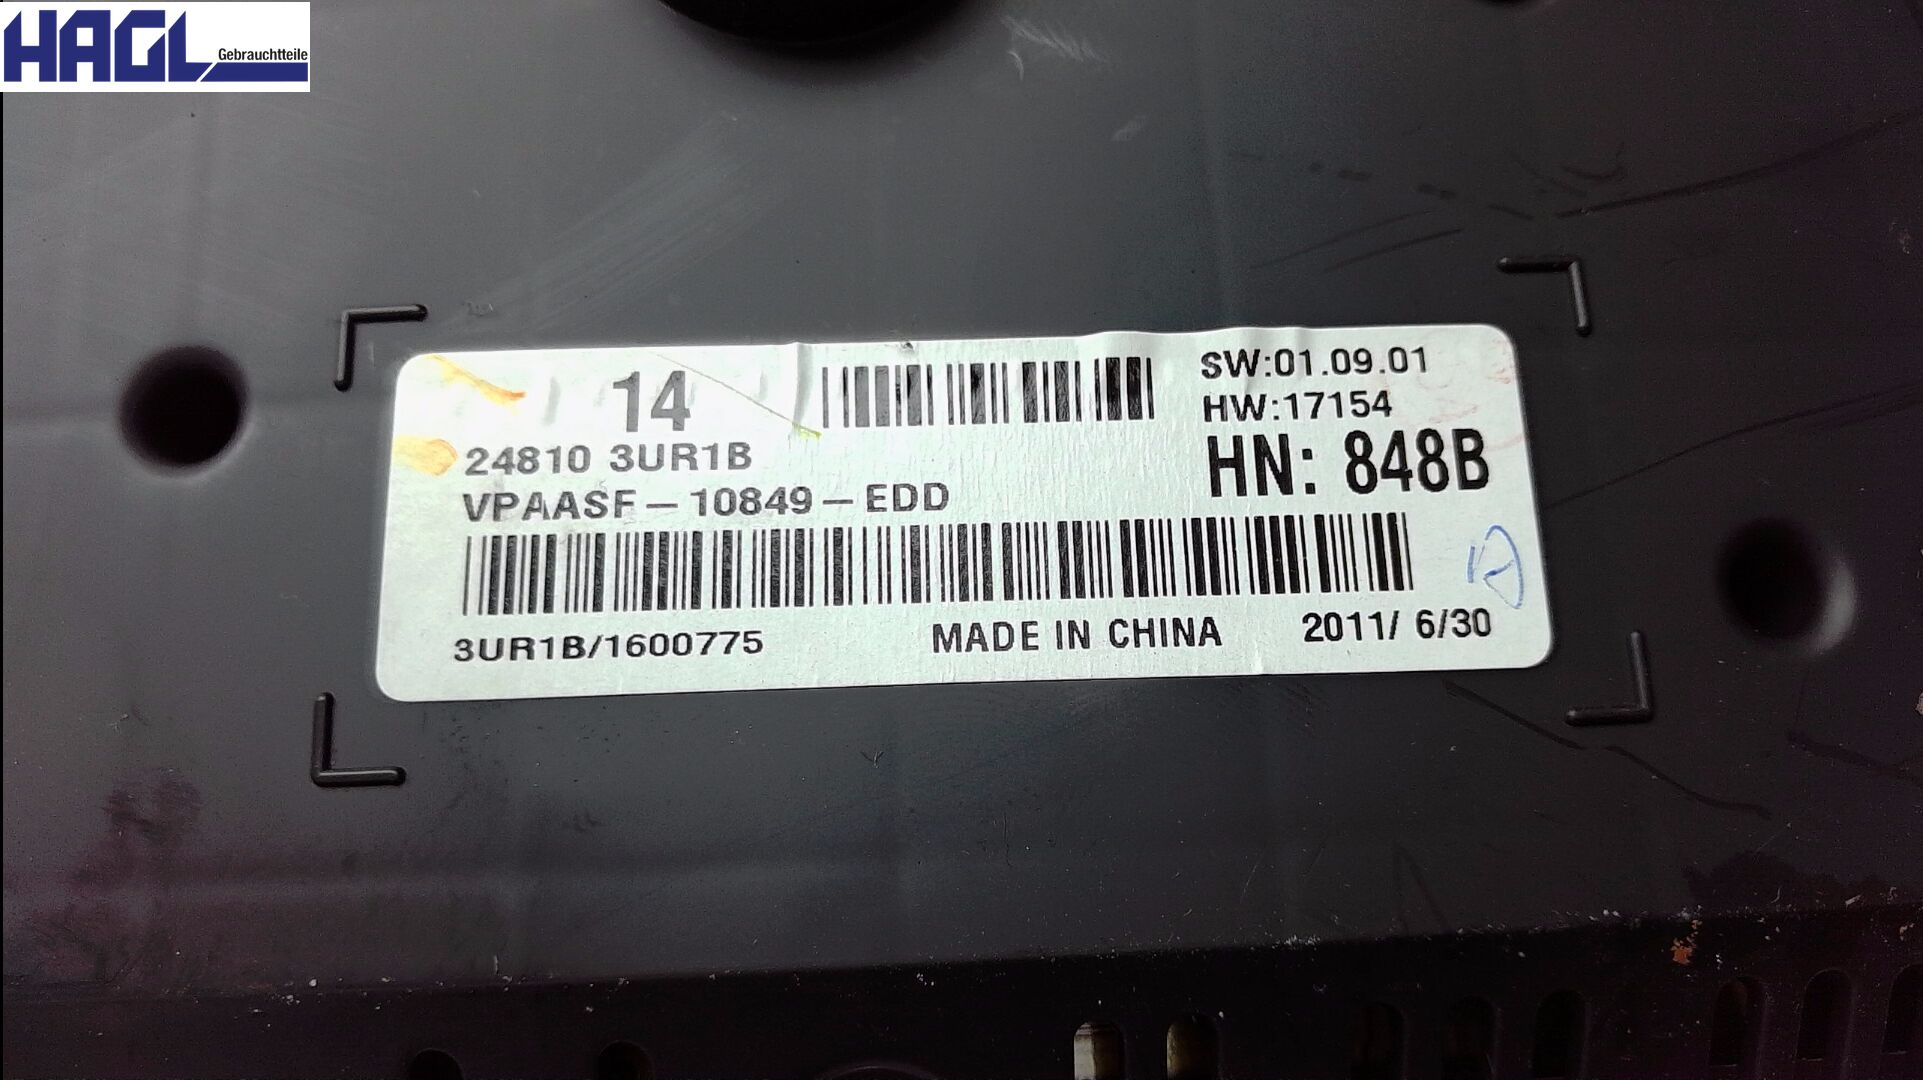 HAGL Gebrauchtteile
14
SW:01.09.01
HW:17154
24810 3UR1B
HN: 848B
VPAASF-10849-EDD
3UR1B/1600775 MADE IN CHINA 2011/ 6/30